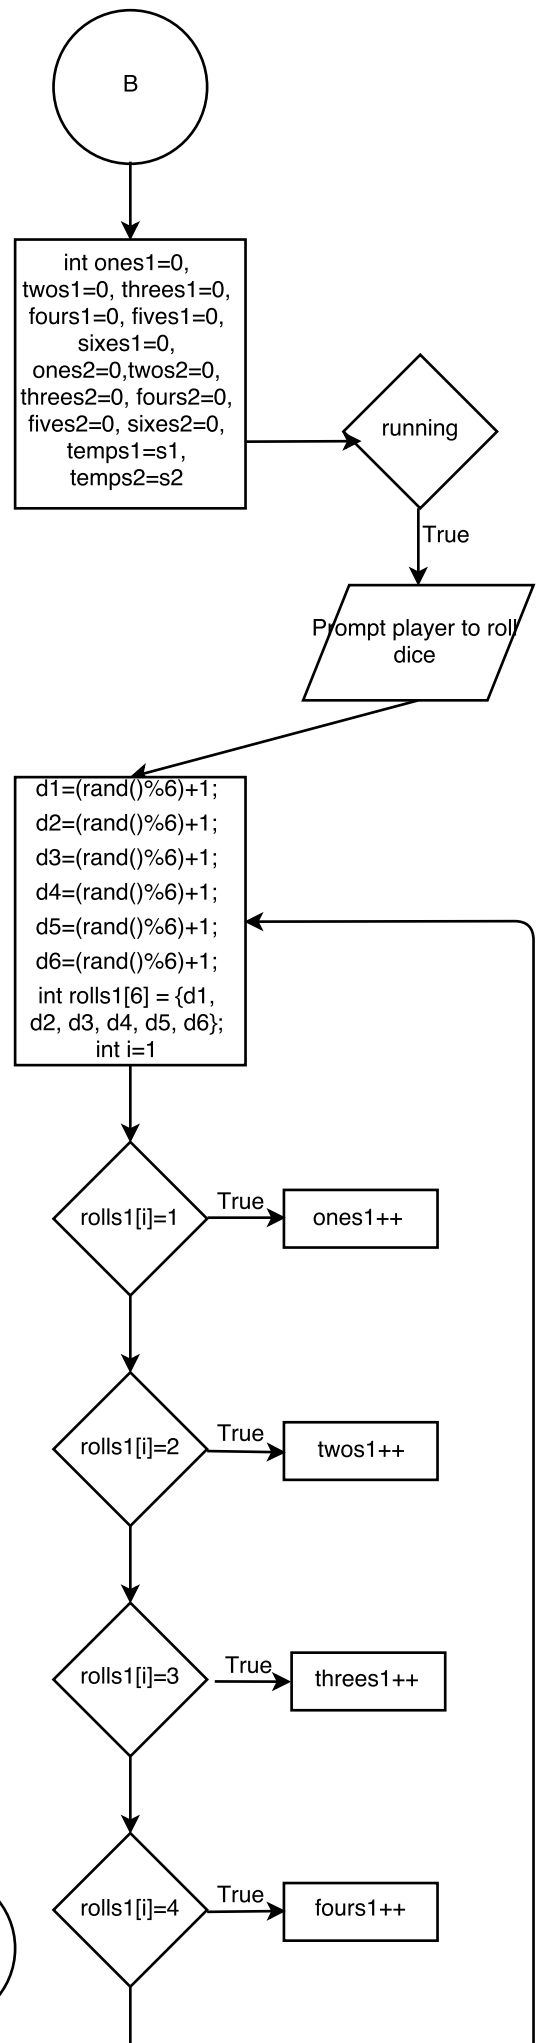 B
int ones1=0,
twos1=0, threes1=0,
fours1=0, fives1=0,
sixes1=0,
ones2=0,twos2=0,
threes2=0, fours2=0,
fives2=0, sixes2=0,
temps1=s1,
temps2=s2
running
True
Prompt player to roll
dice
d1=(rand()%6)+1;
d2=(rand()%6)+1;
d3=(rand()%6)+1;
d4=(rand()%6)+1;
d5=(rand()%6)+1;
d6=(rand()%6)+1;
int rolls1[6] = {d1,
d2, d3, d4, d5, d6};
int i=1
rolls1[i]=1
True
ones1++
rolls1[i]=2
True
twos1++
rolls1[i]=3
True
threes1++
rolls1[i]=4
True
fours1++